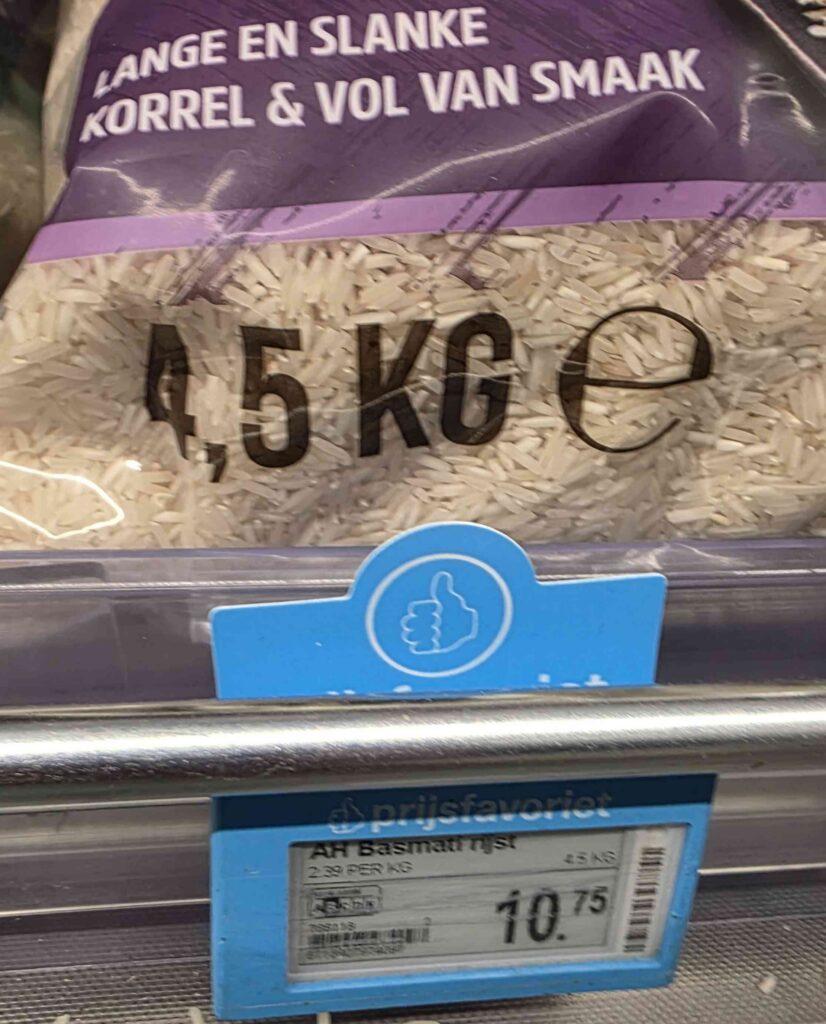 LANGE EN SLANKE
KORREL & VOL VAN SMAAK
4,5 KG e
prijsfavoriet
AH Basmati rijst
2.39 PER KG
4.5 KG
10.75